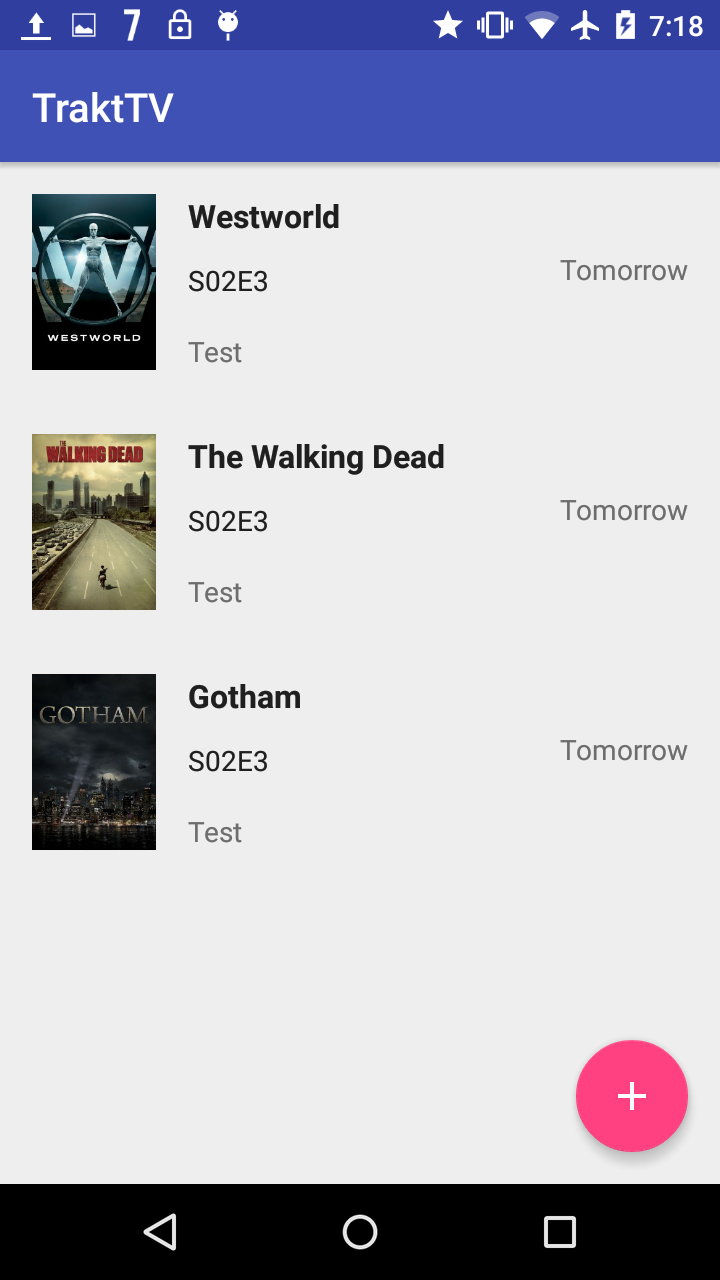 7 7:18
TraktTV
WESTWORLD
Westworld
S02E3
Tomorrow
Test
THE
WALKING DEAD
The Walking Dead
S02E3
Tomorrow
Test
GOTHAM
Gotham
S02E3
Tomorrow
Test